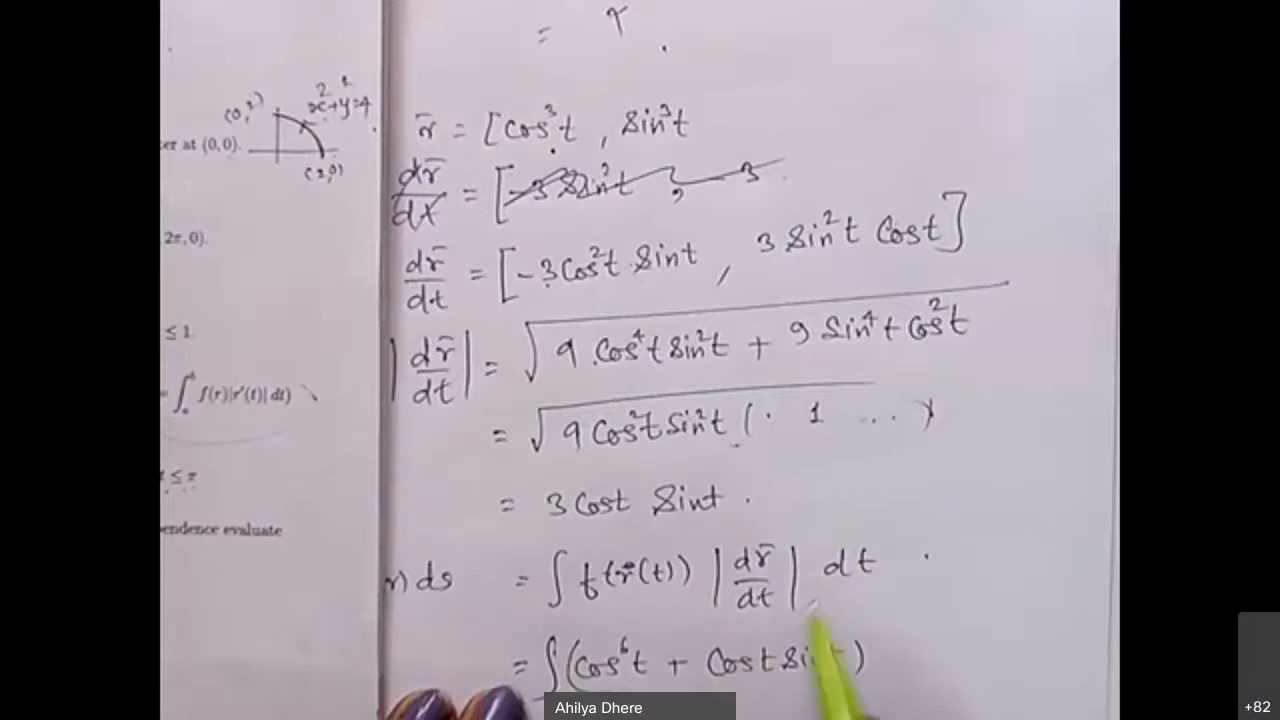 = r.
(0, 2)
x²+y²=4
(2,0)
ter at (0,0).
r̄ = [cos³t , Sin³t
dr̄/dt = [-3 Sin²t , - 3
2π, 0).
dr̄/dt = [-3Cos²t Sint , 3 Sin²t Cost]
≤ 1
|dr̄/dt| = √9 Cos⁴t Sin²t + 9 Sin⁴t Cos²t
= ∫ f(r)|r'(t)| dt)
= √9 Cos²t Sin²t (· 1 ...)
≤ π
= 3 Cost Sint .
endence evaluate
r) ds = ∫ f(r̄(t)) |dr̄/dt| dt
= ∫(Cos⁶t + Cost Si )
Ahilya Dhere
+82